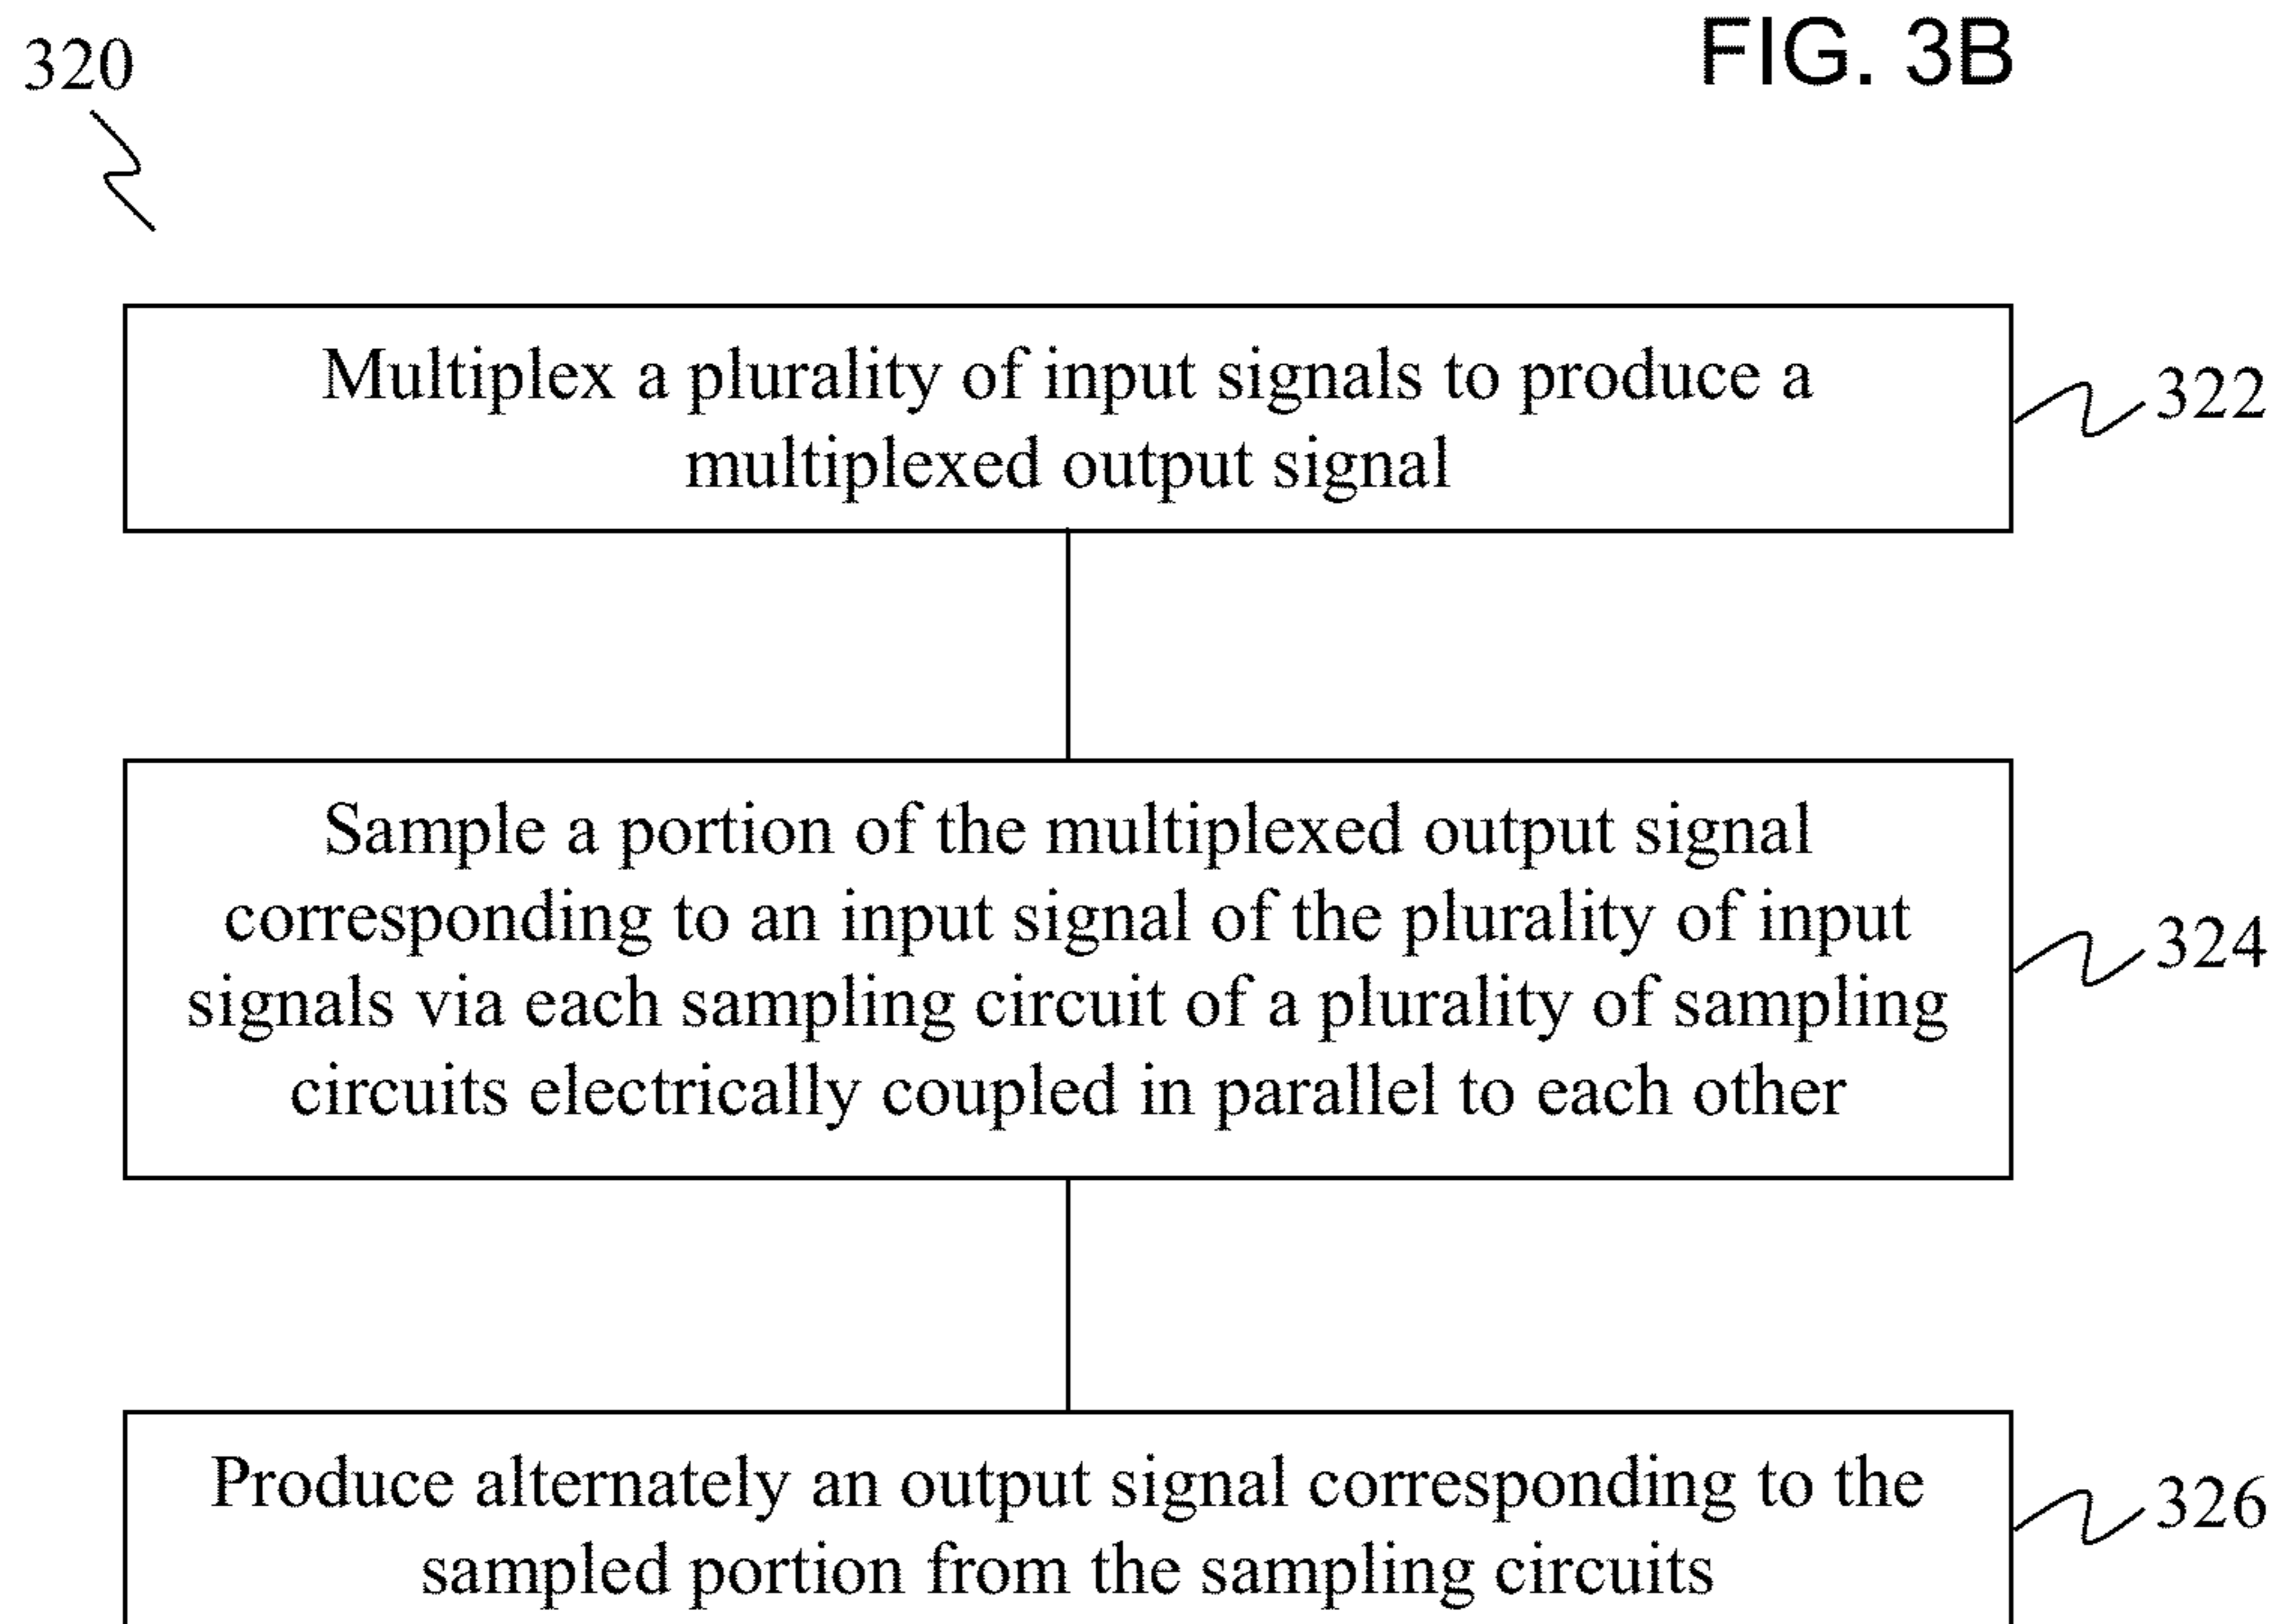 320
FIG. 3B
Multiplex a plurality of input signals to produce a
multiplexed output signal
322
Sample a portion of the multiplexed output signal
corresponding to an input signal of the plurality of input
signals via each sampling circuit of a plurality of sampling
circuits electrically coupled in parallel to each other
324
Produce alternately an output signal corresponding to the
sampled portion from the sampling circuits
326